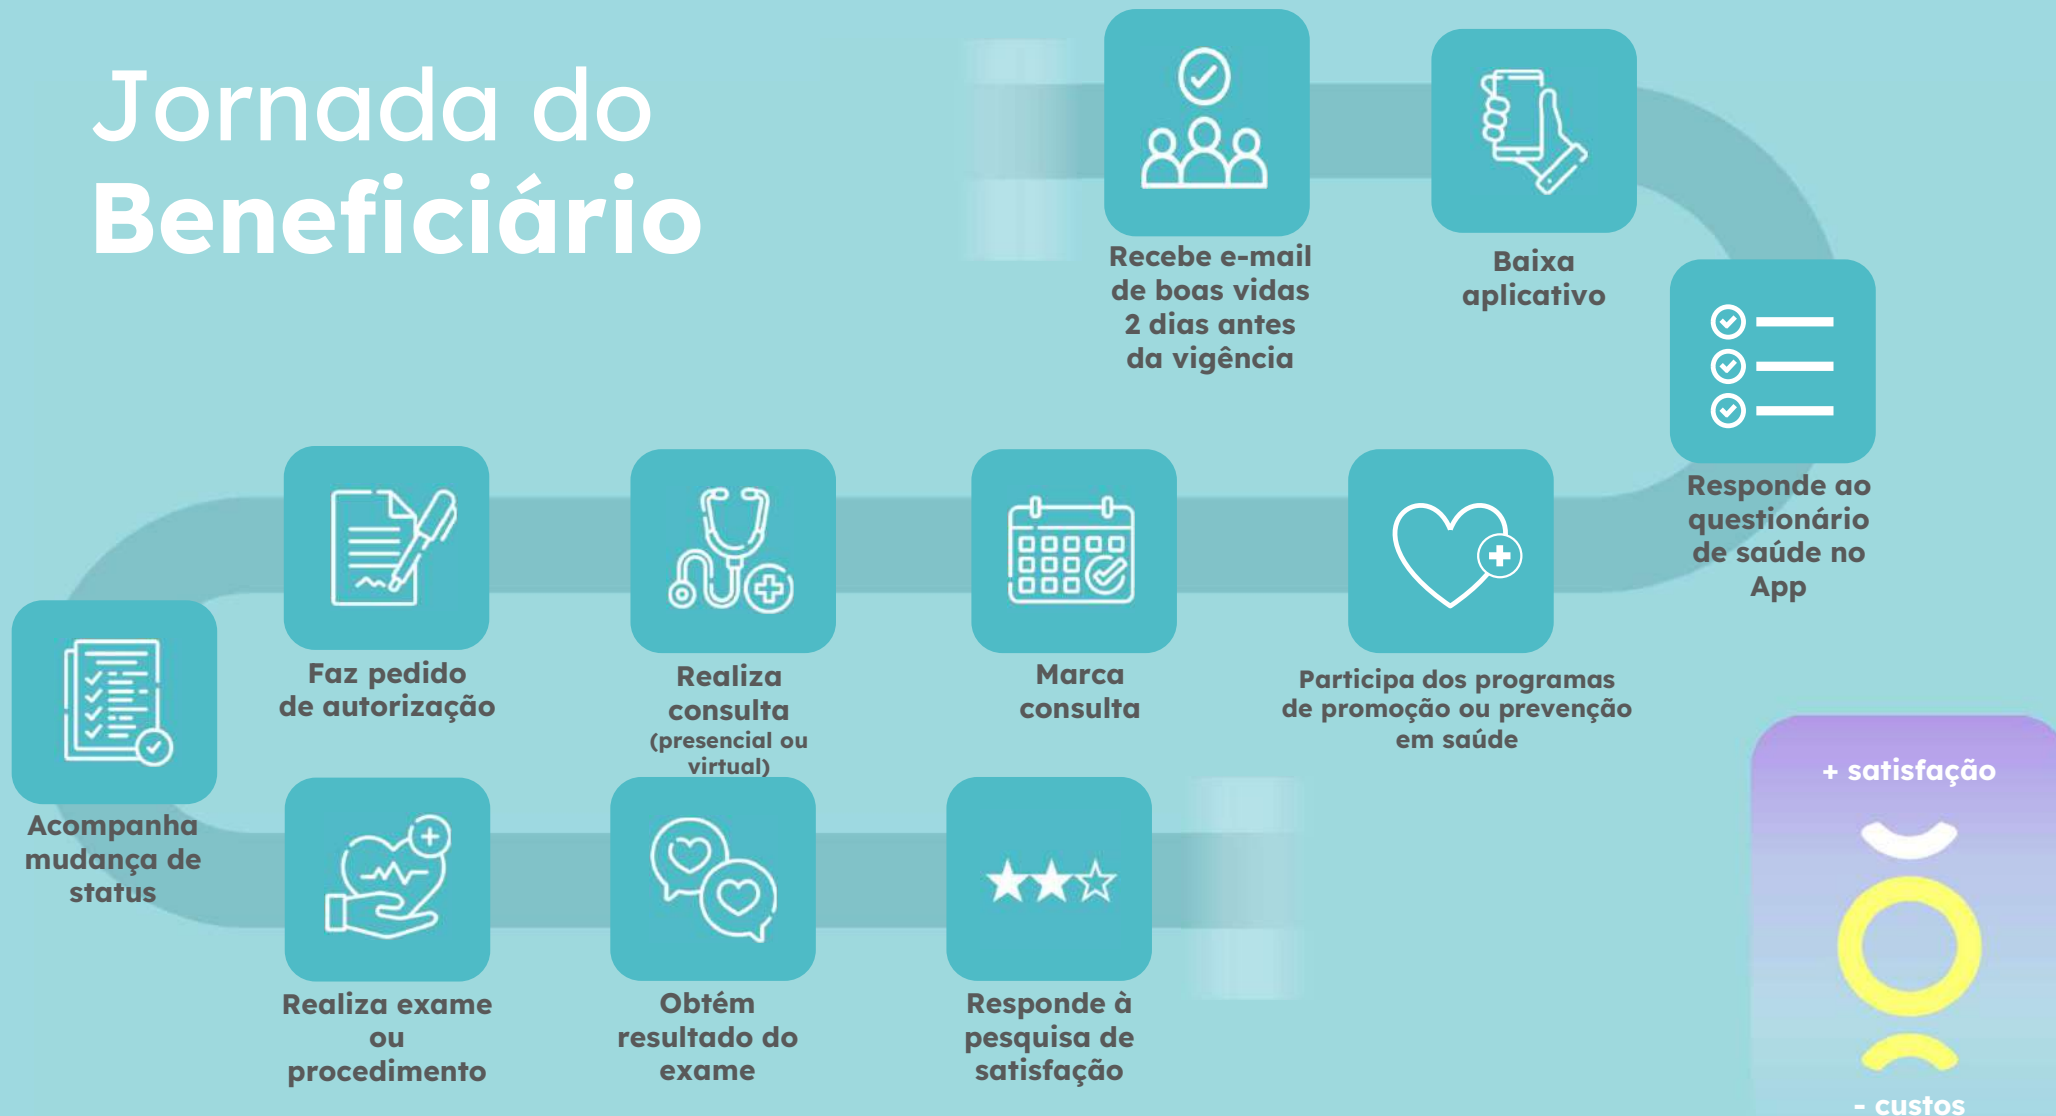 Jornada do
Beneficiário
Recebe e-mail
de boas vidas
2 dias antes
da vigência
Baixa
aplicativo
Responde ao
questionário
de saúde no
App
Participa dos programas
de promoção ou prevenção
em saúde
Marca
consulta
Realiza
consulta
(presencial ou
virtual)
Faz pedido
de autorização
Acompanha
mudança de
status
Realiza exame
ou
procedimento
Obtém
resultado do
exame
Responde à
pesquisa de
satisfação
+ satisfação
- custos